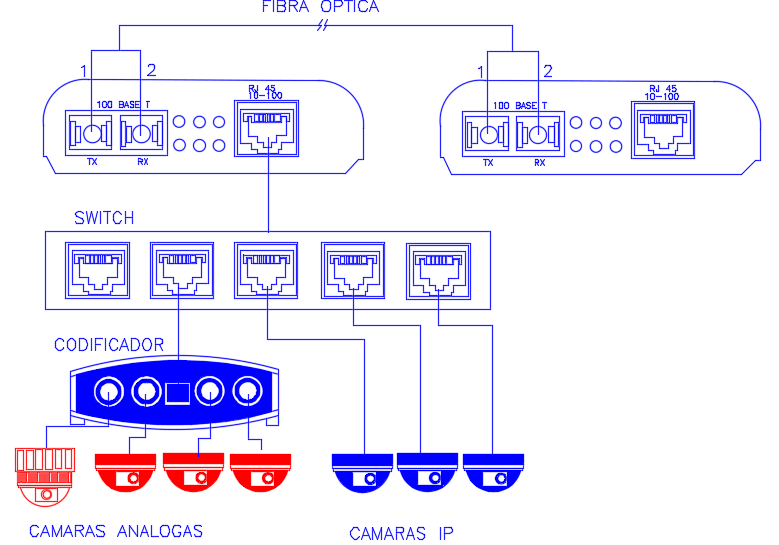 FIBRA OPTICA
1 2
1 2
RJ 45
10-100
100 BASE T
TX RX
RJ 45
10-100
100 BASE T
TX RX
SWITCH
CODIFICADOR
CAMARAS ANALOGAS
CAMARAS IP